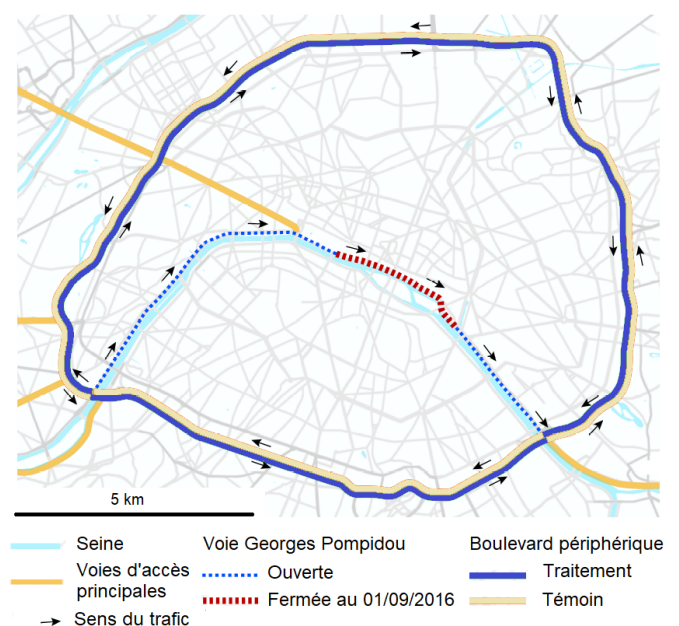 5 km
Seine
Voies d'accès
principales
Sens du trafic
Voie Georges Pompidou
Ouverte
Fermée au 01/09/2016
Boulevard périphérique
Traitement
Témoin